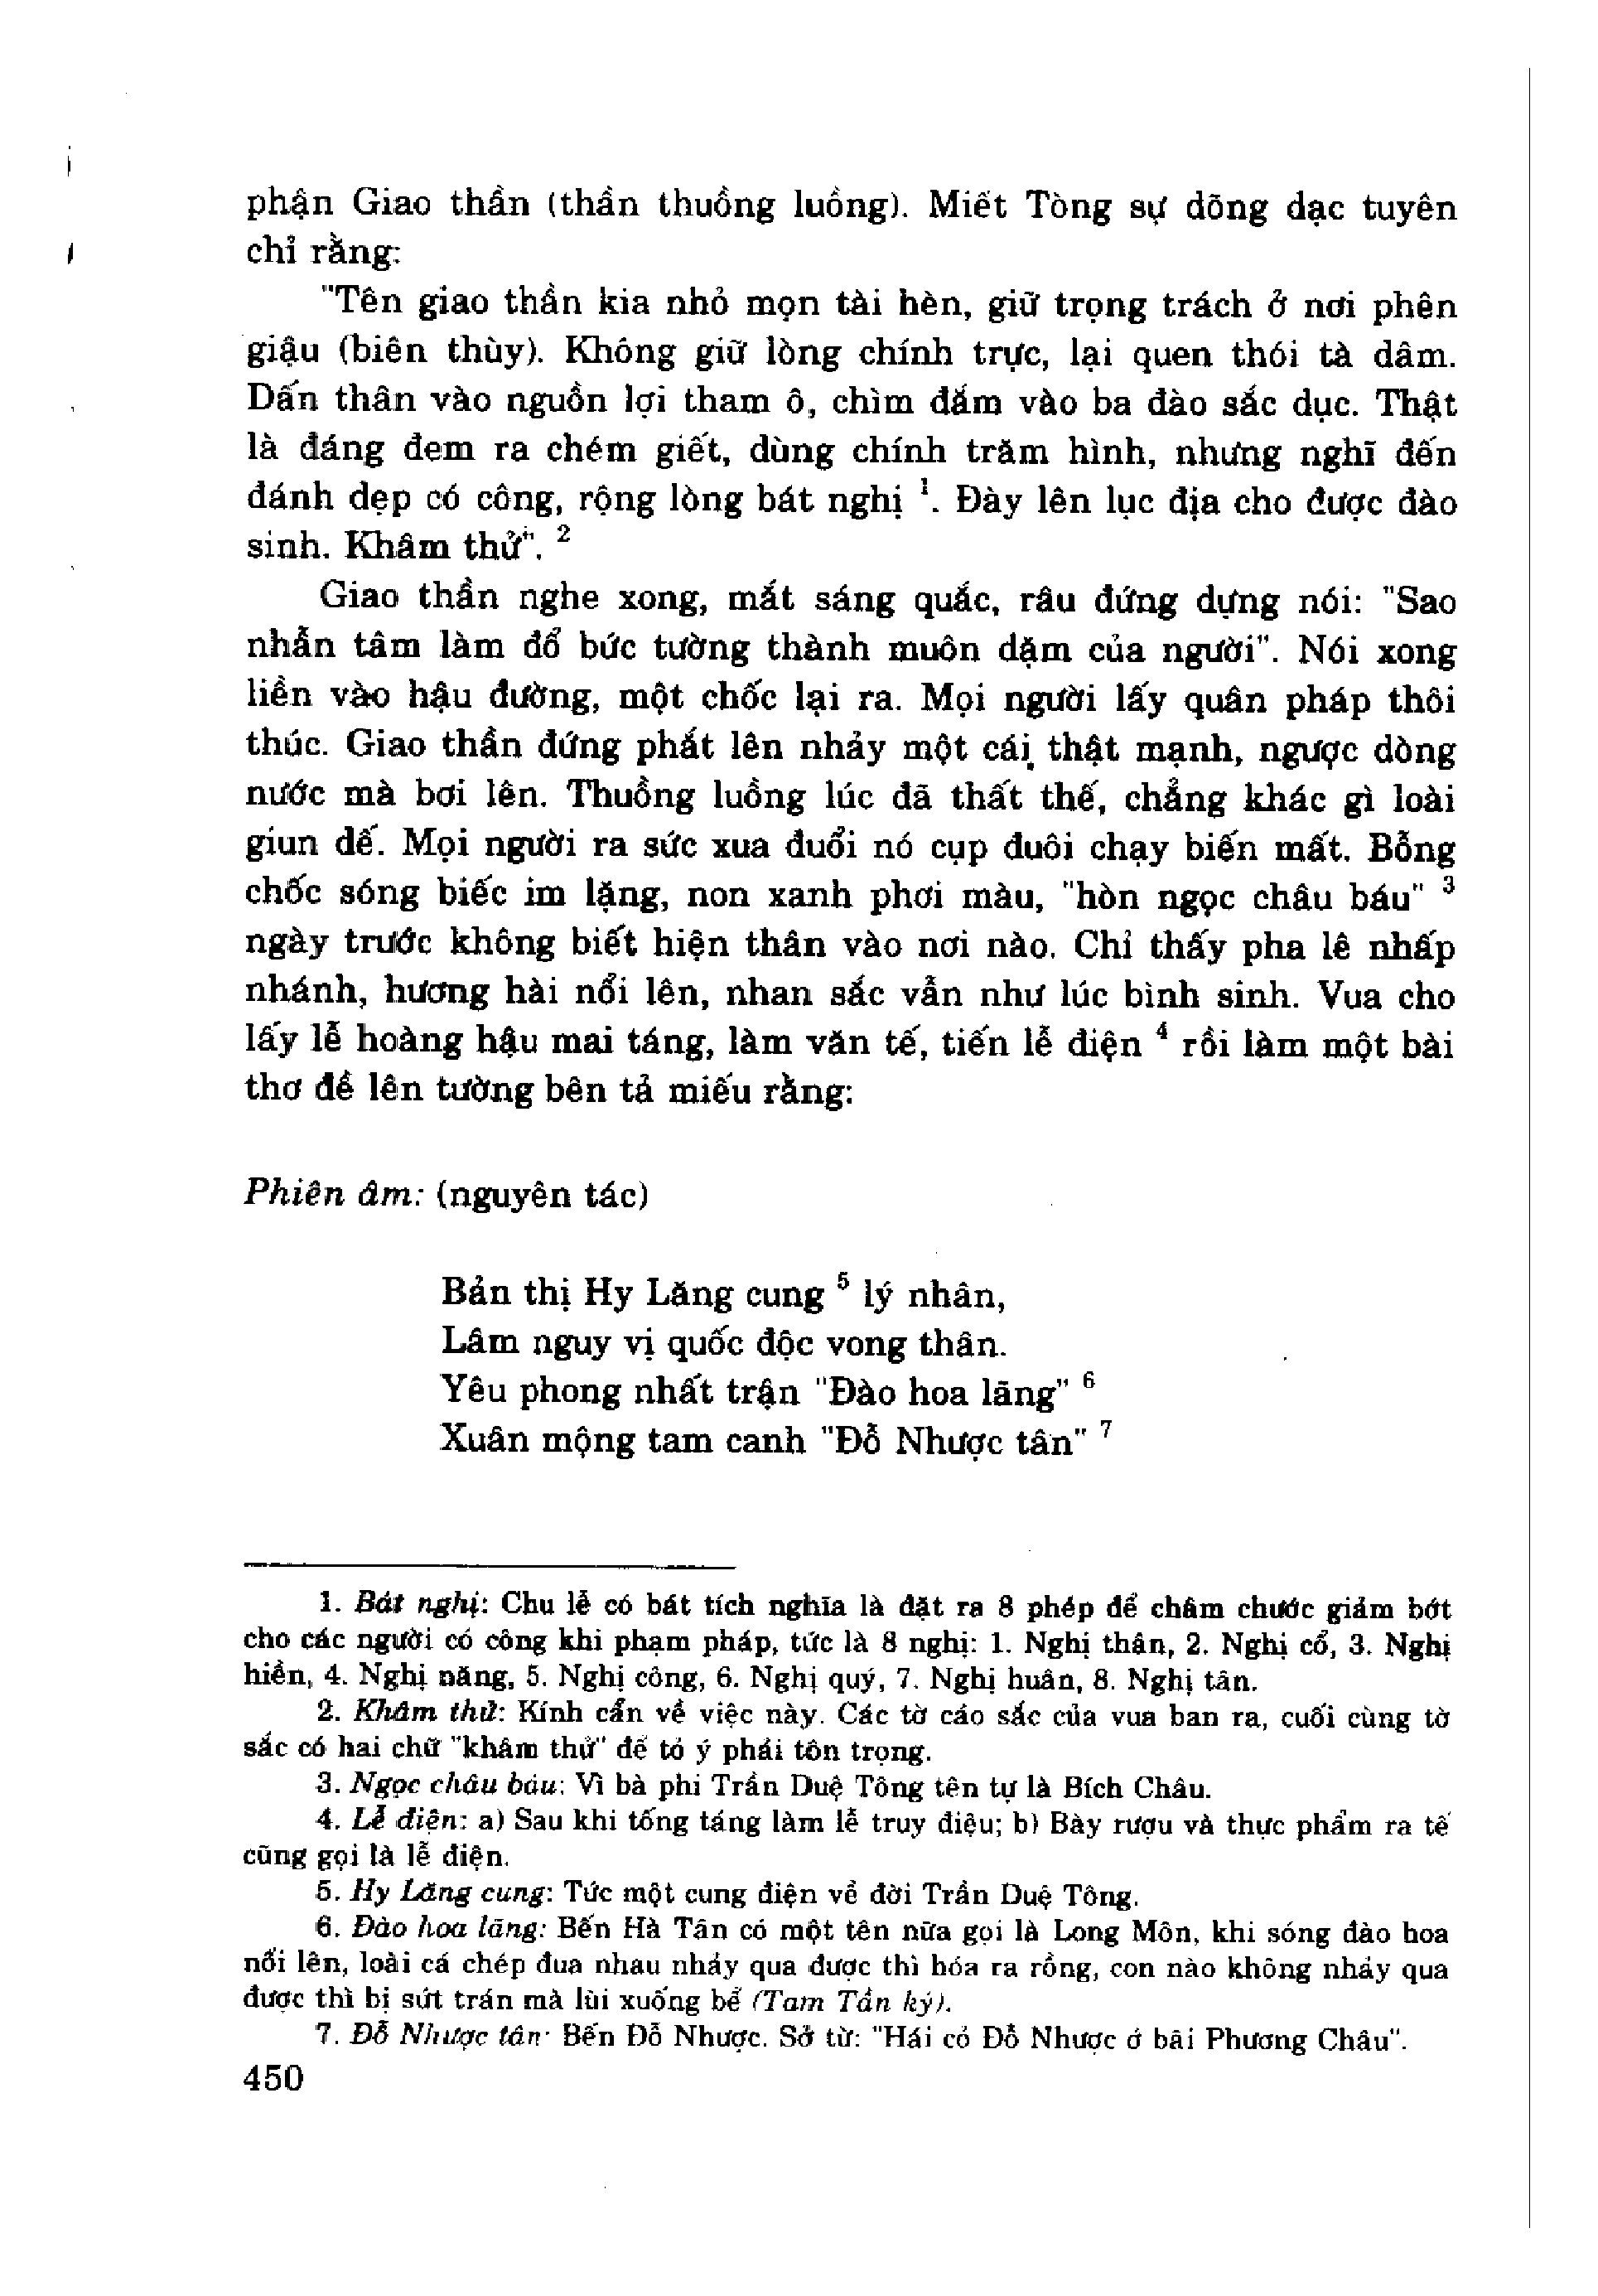 phận Giao thần (thần thuồng luồng). Miết Tòng sự dõng dạc tuyên
chỉ rằng:
"Tên giao thần kia nhỏ mọn tài hèn, giữ trọng trách ở nơi phên
giậu (biên thùy). Không giữ lòng chính trực, lại quen thói tà dâm.
Dấn thân vào nguồn lợi tham ô, chìm đắm vào ba đào sắc dục. Thật
là đáng đem ra chém giết, dùng chính trăm hình, nhưng nghĩ đến
đánh dẹp có công, rộng lòng bát nghị ¹. Đày lên lục địa cho được đào
sinh. Khâm thử". ²
Giao thần nghe xong, mắt sáng quắc, râu đứng dựng nói: "Sao
nhẫn tâm làm đổ bức tường thành muôn dặm của người". Nói xong
liền vào hậu đường, một chốc lại ra. Mọi người lấy quân pháp thôi
thúc. Giao thần đứng phắt lên nhảy một cái thật mạnh, ngược dòng
nước mà bơi lên. Thuồng luồng lúc đã thất thế, chẳng khác gì loài
giun dế. Mọi người ra sức xua đuổi nó cụp đuôi chạy biến mất. Bỗng
chốc sóng biếc im lặng, non xanh phơi màu, "hòn ngọc châu báu" ³
ngày trước không biết hiện thân vào nơi nào. Chỉ thấy pha lê nhấp
nhánh, hương hài nổi lên, nhan sắc vẫn như lúc bình sinh. Vua cho
lấy lễ hoàng hậu mai táng, làm văn tế, tiến lễ điện ⁴ rồi làm một bài
thơ đề lên tường bên tả miếu rằng:
Phiên âm: (nguyên tác)
Bản thị Hy Lăng cung ⁵ lý nhân,
Lâm nguy vị quốc độc vong thân.
Yêu phong nhất trận "Đào hoa lãng" ⁶
Xuân mộng tam canh "Đỗ Nhược tân" ⁷
1. Bát nghị: Chu lễ có bát tích nghĩa là đặt ra 8 phép để châm chước giảm bớt
cho các người có công khi phạm pháp, tức là 8 nghị: 1. Nghị thân, 2. Nghị cổ, 3. Nghị
hiền, 4. Nghị năng, 5. Nghị công, 6. Nghị quý, 7. Nghị huân, 8. Nghị tân.
2. Khâm thử: Kính cẩn về việc này. Các tờ cáo sắc của vua ban ra, cuối cùng tờ
sắc có hai chữ "khâm thử" để tỏ ý phải tôn trọng.
3. Ngọc châu báu: Vì bà phi Trần Duệ Tông tên tự là Bích Châu.
4. Lễ điện: a) Sau khi tống táng làm lễ truy điệu; b) Bày rượu và thực phẩm ra tế
cũng gọi là lễ điện.
5. Hy Lăng cung: Tức một cung điện về đời Trần Duệ Tông.
6. Đào hoa lãng: Bến Hà Tân có một tên nữa gọi là Long Môn, khi sóng đào hoa
nổi lên, loài cá chép đua nhau nhảy qua được thì hóa ra rồng, con nào không nhảy qua
được thì bị sứt trán mà lùi xuống bể (Tam Tần ký).
7. Đỗ Nhược tân: Bến Đỗ Nhược. Sở từ: "Hái cỏ Đỗ Nhược ở bãi Phương Châu".
450